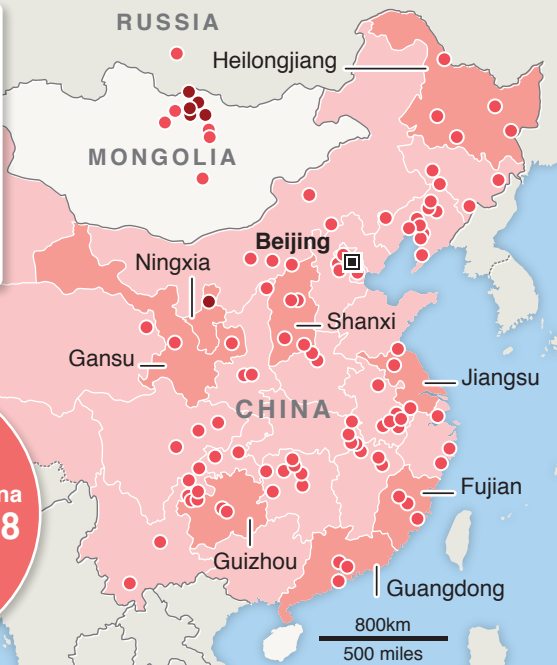 RUSSIA
Heilongjiang
MONGOLIA
Beijing
Ningxia
Shanxi
Gansu
Jiangsu
CHINA
Fujian
Guizhou
Guangdong
800km
500 miles